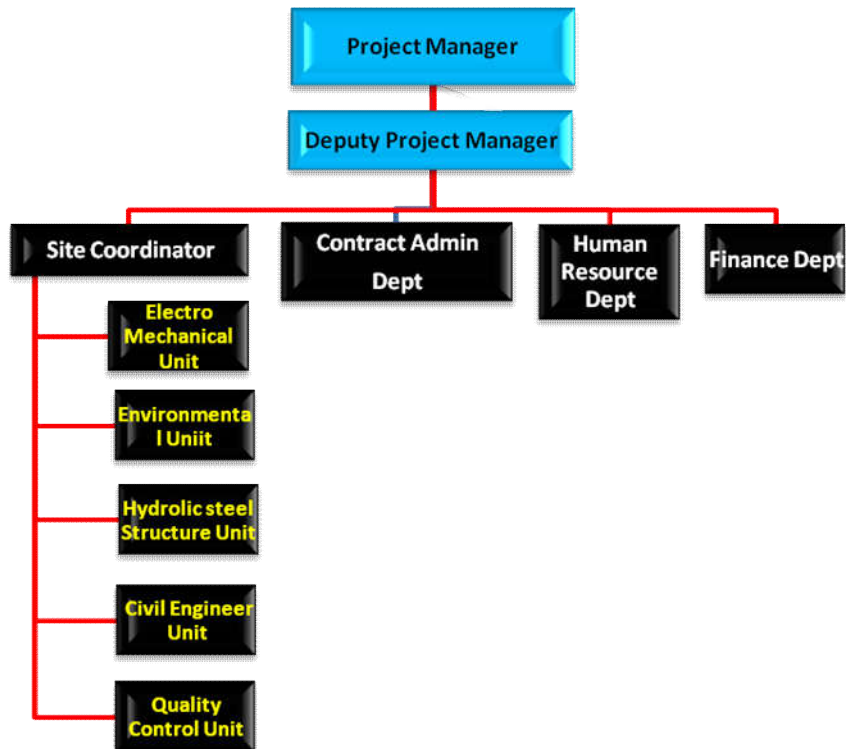 Project Manager
Deputy Project Manager
Site Coordinator
Contract Admin
Dept
Human
Resource
Dept
Finance Dept
Electro
Mechanical
Unit
Environmenta
l Uniit
Hydrolic steel
Structure Unit
Civil Engineer
Unit
Quality
Control Unit